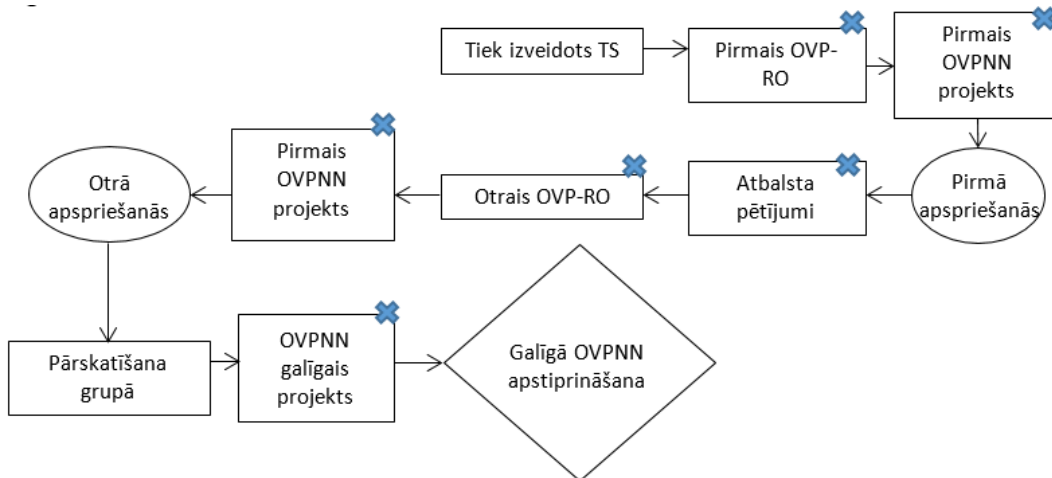 Tiek izveidots TS
Pirmais OVP-
RO
Pirmais
OVPNN
projekts
Pirmā
apspriešanās
Atbalsta
pētījumi
Otrais OVP-RO
Pirmais
OVPNN
projekts
Otrā
apspriešanās
Pārskatīšana
grupā
OVPNN
galīgais
projekts
Galīgā OVPNN
apstiprināšana